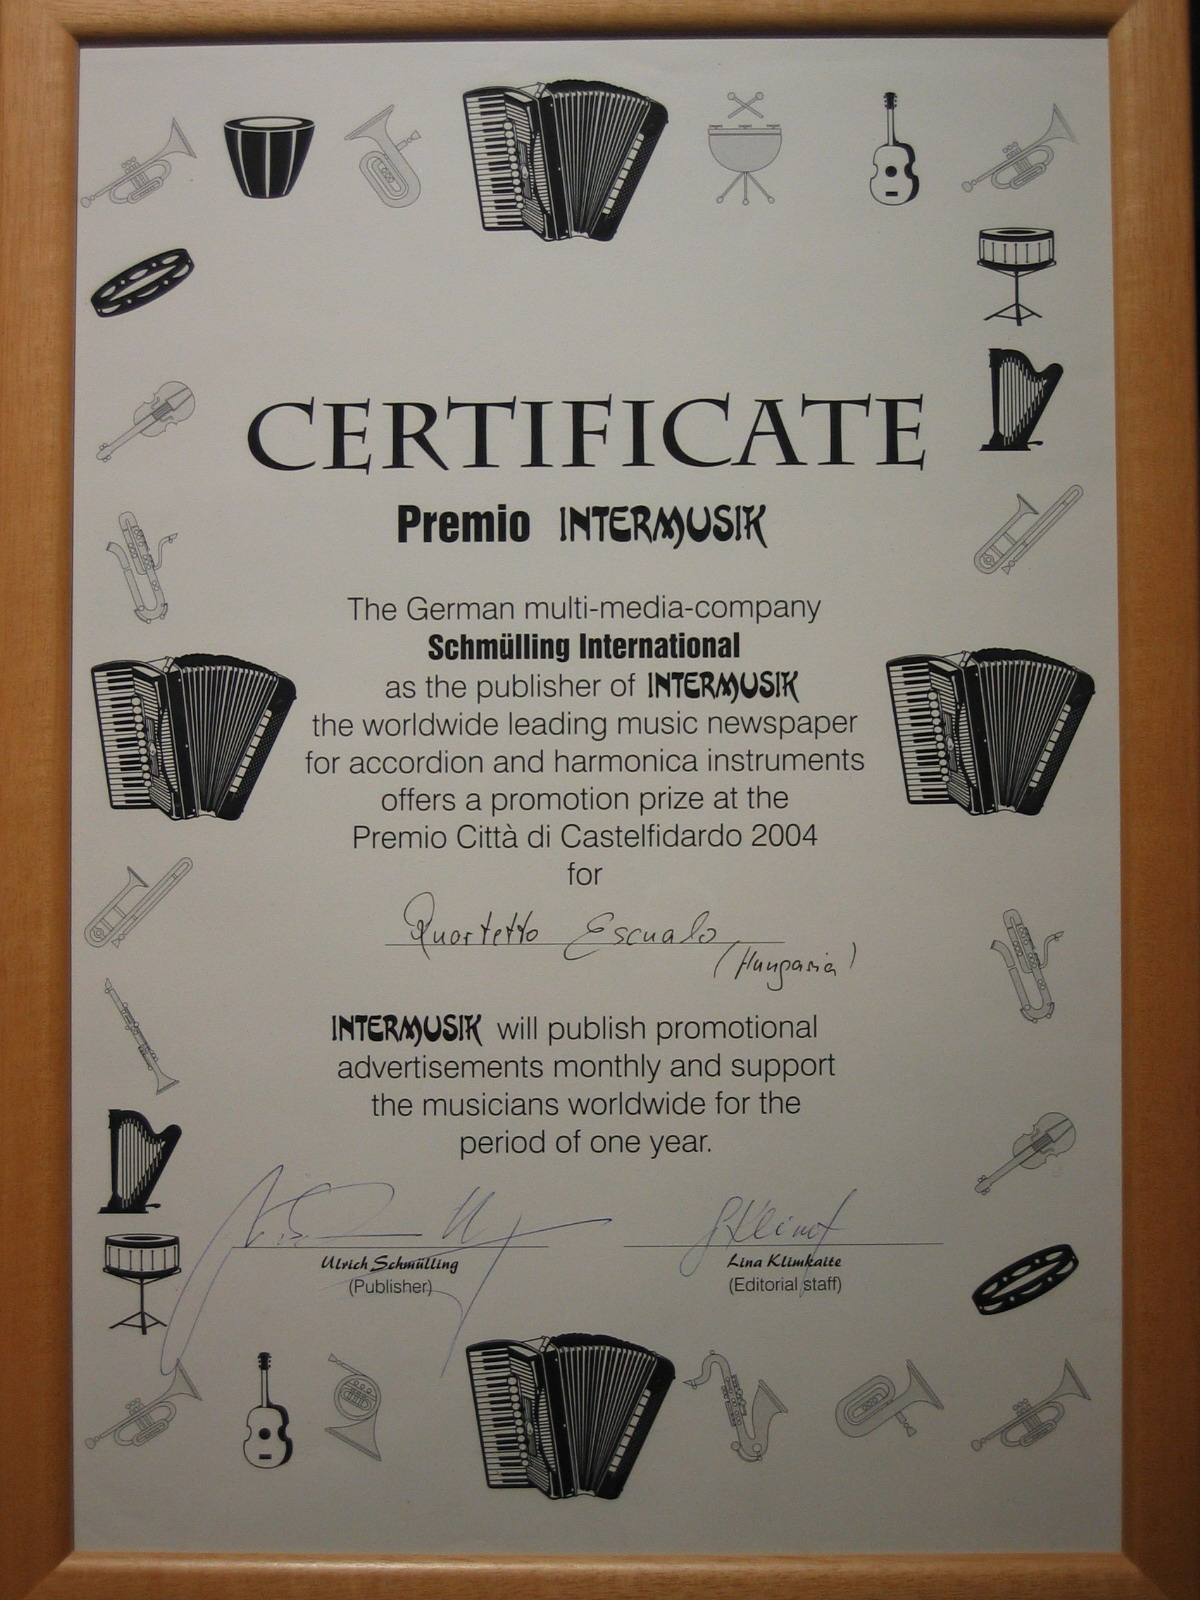 CERTIFICATE
Premio INTERMUSIK
The German multi-media-company
Schmülling International
as the publisher of INTERMUSIK
the worldwide leading music newspaper
for accordion and harmonica instruments
offers a promotion prize at the
Premio Città di Castelfidardo 2004
for
Quartetto Escualo
(Hungaria)
INTERMUSIK will publish promotional
advertisements monthly and support
the musicians worldwide for the
period of one year.
Ulrich Schmülling
(Publisher)
Lina Klimkaite
(Editorial staff)